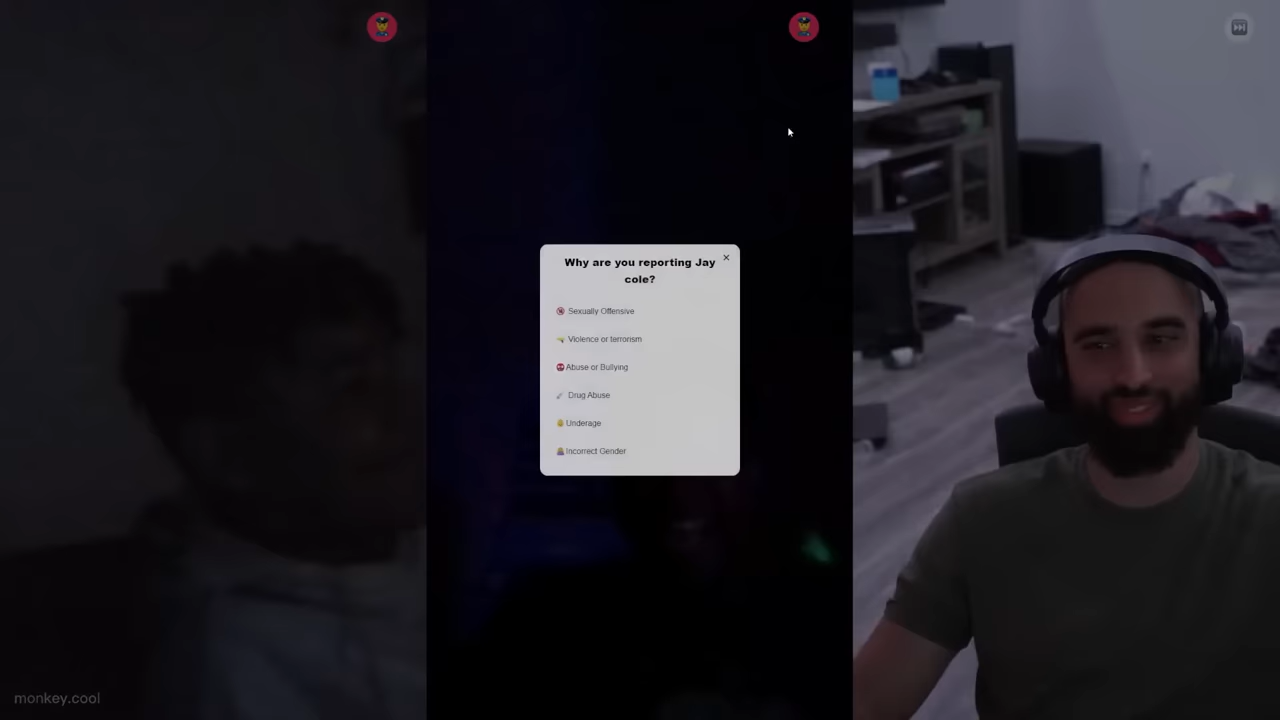 Why are you reporting Jay
cole?
Sexually Offensive
Violence or terrorism
Abuse or Bullying
Drug Abuse
Underage
Incorrect Gender
monkey.cool